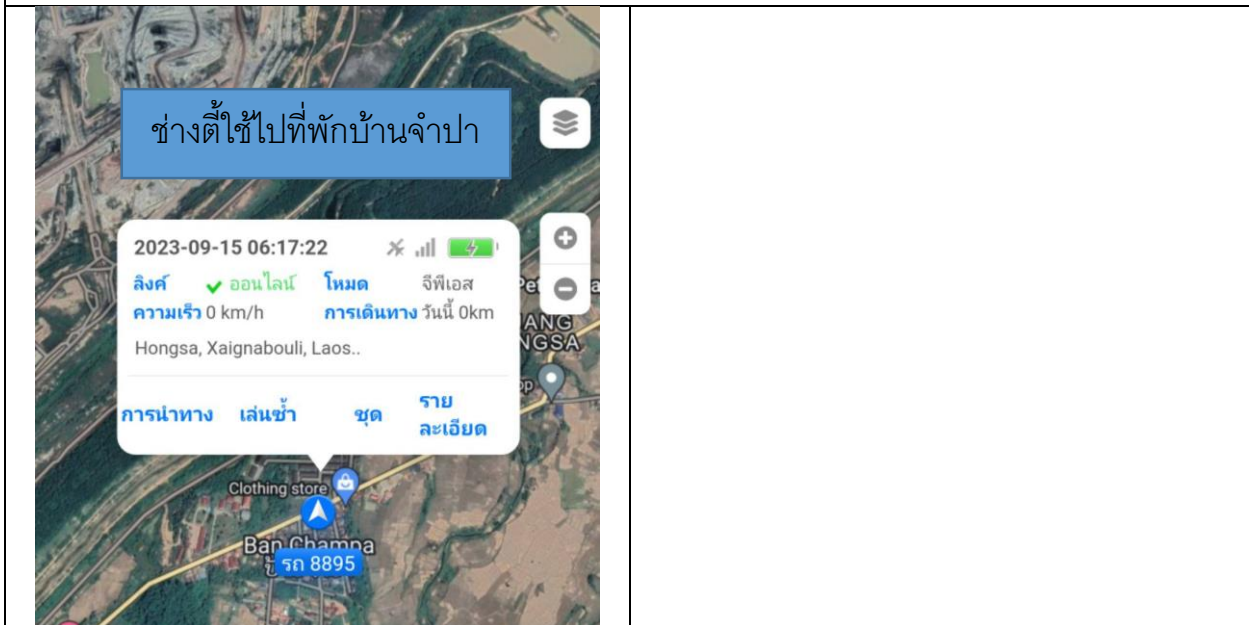 ช่างตี้ใช้ไปที่พักบ้านจำปา
2023-09-15 06:17:22
ลิงค์ ออนไลน์ โหมด จีพีเอส
ความเร็ว 0 km/h การเดินทาง วันนี้ 0km
Hongsa, Xaignabouli, Laos..
การนำทาง เล่นซ้ำ ชุด ราย
ละเอียด
NGSA
Clothing store
Ban Champa
รถ 8895